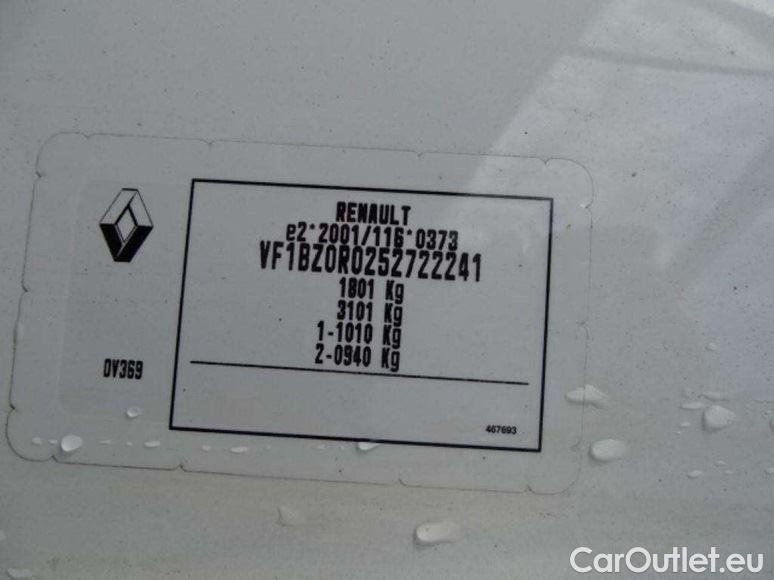 RENAULT
e2*2001/116*0373
VF1BZ0R0252722241
1801 Kg
3101 Kg
1-1010 Kg
2-0940 Kg
DV369
467693
CarOutlet.eu